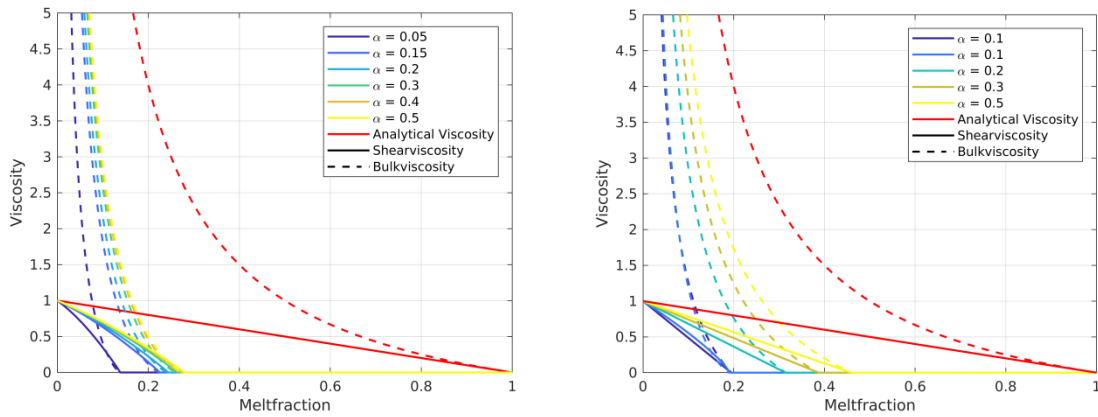 5
4.5
4
3.5
3
2.5
2
1.5
1
0.5
0
0
0.2
0.4
0.6
0.8
1
Viscosity
Meltfraction
α = 0.05
α = 0.15
α = 0.2
α = 0.3
α = 0.4
α = 0.5
Analytical Viscosity
Shearviscosity
Bulkviscosity
5
4.5
4
3.5
3
2.5
2
1.5
1
0.5
0
0
0.2
0.4
0.6
0.8
1
Viscosity
Meltfraction
α = 0.1
α = 0.1
α = 0.2
α = 0.3
α = 0.5
Analytical Viscosity
Shearviscosity
Bulkviscosity